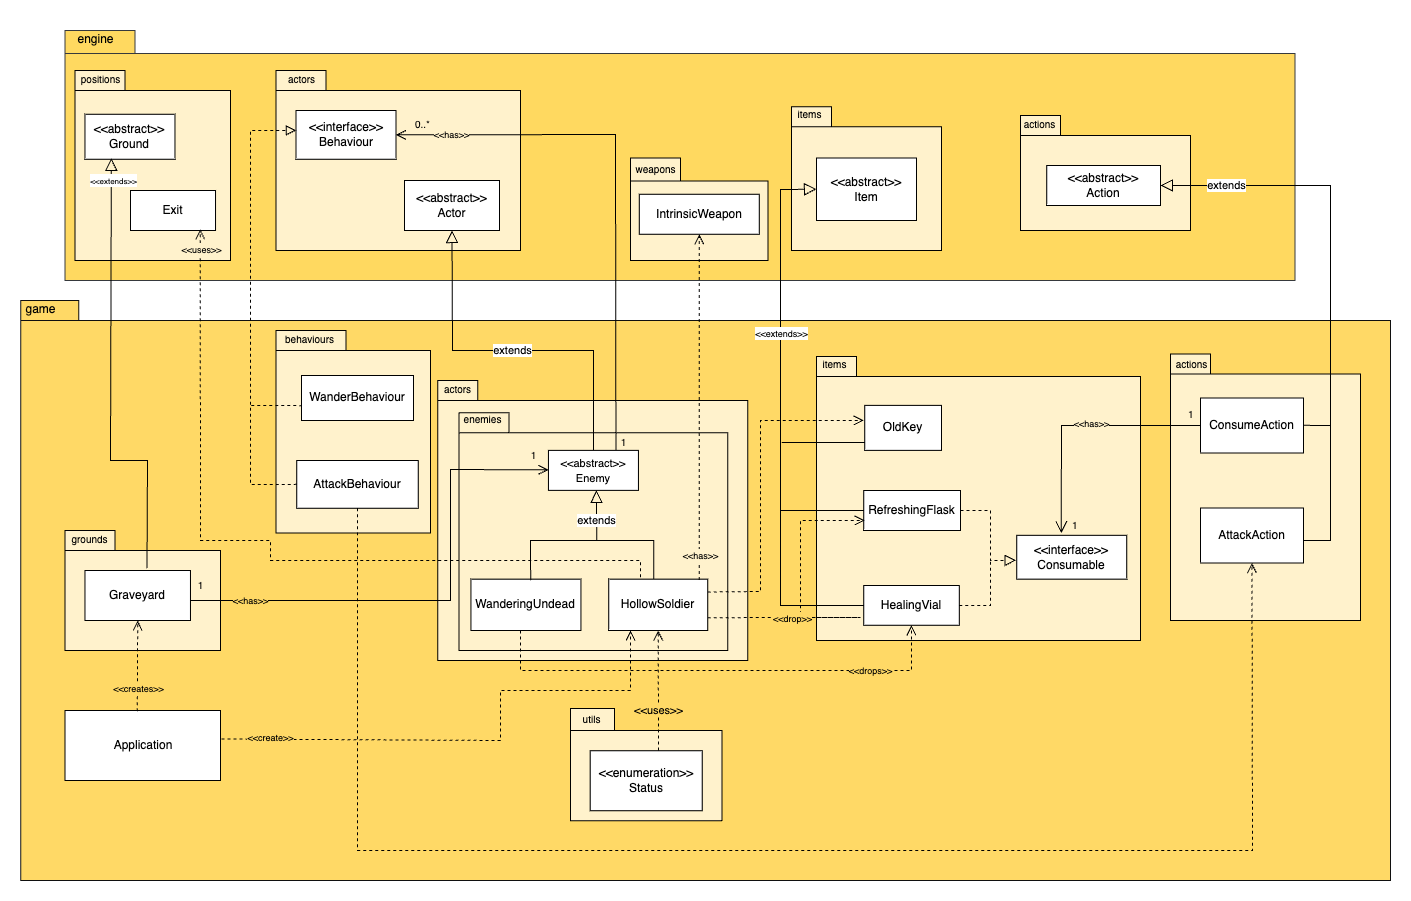 engine
positions
<<abstract>>
Ground
<<extends>>
Exit
<<uses>>
actors
<<interface>>
Behaviour
0..*
<<has>>
<<abstract>>
Actor
weapons
IntrinsicWeapon
items
<<abstract>>
Item
actions
<<abstract>>
Action
extends
game
behaviours
WanderBehaviour
AttackBehaviour
extends
actors
enemies
1
1
<<abstract>>
Enemy
extends
<<has>>
WanderingUndead
HollowSoldier
<<extends>>
items
OldKey
RefreshingFlask
<<has>>
1
<<interface>>
Consumable
HealingVial
<<drop>>
<<drops>>
actions
1
ConsumeAction
AttackAction
grounds
Graveyard
1
<<has>>
<<creates>>
Application
<<create>>
<<uses>>
utils
<<enumeration>>
Status